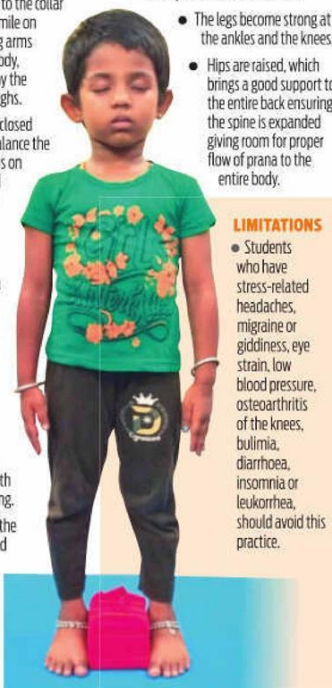 to the collar
mile on
g arms
ody,
y the
ghs.
closed
lance the
s on
th
ng.
the
d
● The legs become strong at
the ankles and the knees
● Hips are raised, which
brings a good support to
the entire back ensuring
the spine is expanded
giving room for proper
flow of prana to the
entire body.
LIMITATIONS
● Students
who have
stress-related
headaches,
migraine or
giddiness, eye
strain, low
blood pressure,
osteoarthritis
of the knees,
bulimia,
diarrhoea,
insomnia or
leukorrhea,
should avoid this
practice.
Girl
D